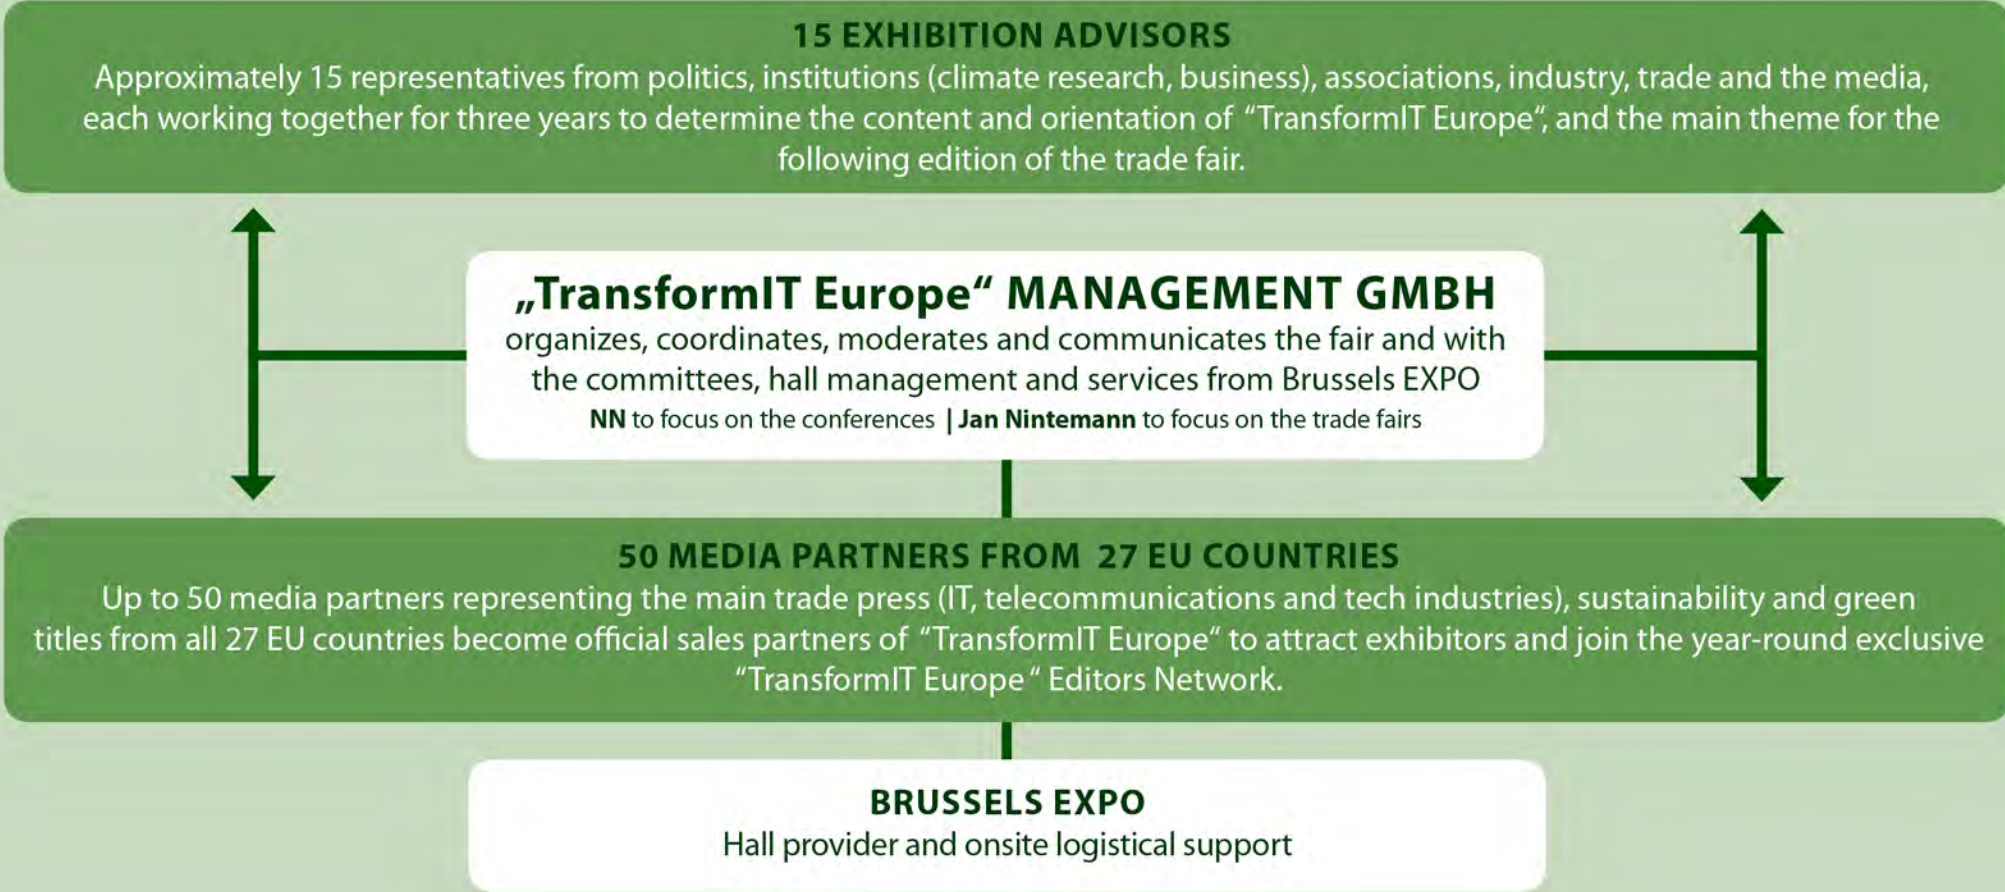 15 EXHIBITION ADVISORS
Approximately 15 representatives from politics, institutions (climate research, business), associations, industry, trade and the media,
each working together for three years to determine the content and orientation of “TransformIT Europe“, and the main theme for the
following edition of the trade fair.
„TransformIT Europe“ MANAGEMENT GMBH
organizes, coordinates, moderates and communicates the fair and with
the committees, hall management and services from Brussels EXPO
NN to focus on the conferences | Jan Nintemann to focus on the trade fairs
50 MEDIA PARTNERS FROM 27 EU COUNTRIES
Up to 50 media partners representing the main trade press (IT, telecommunications and tech industries), sustainability and green
titles from all 27 EU countries become official sales partners of “TransformIT Europe“ to attract exhibitors and join the year-round exclusive
“TransformIT Europe“ Editors Network.
BRUSSELS EXPO
Hall provider and onsite logistical support